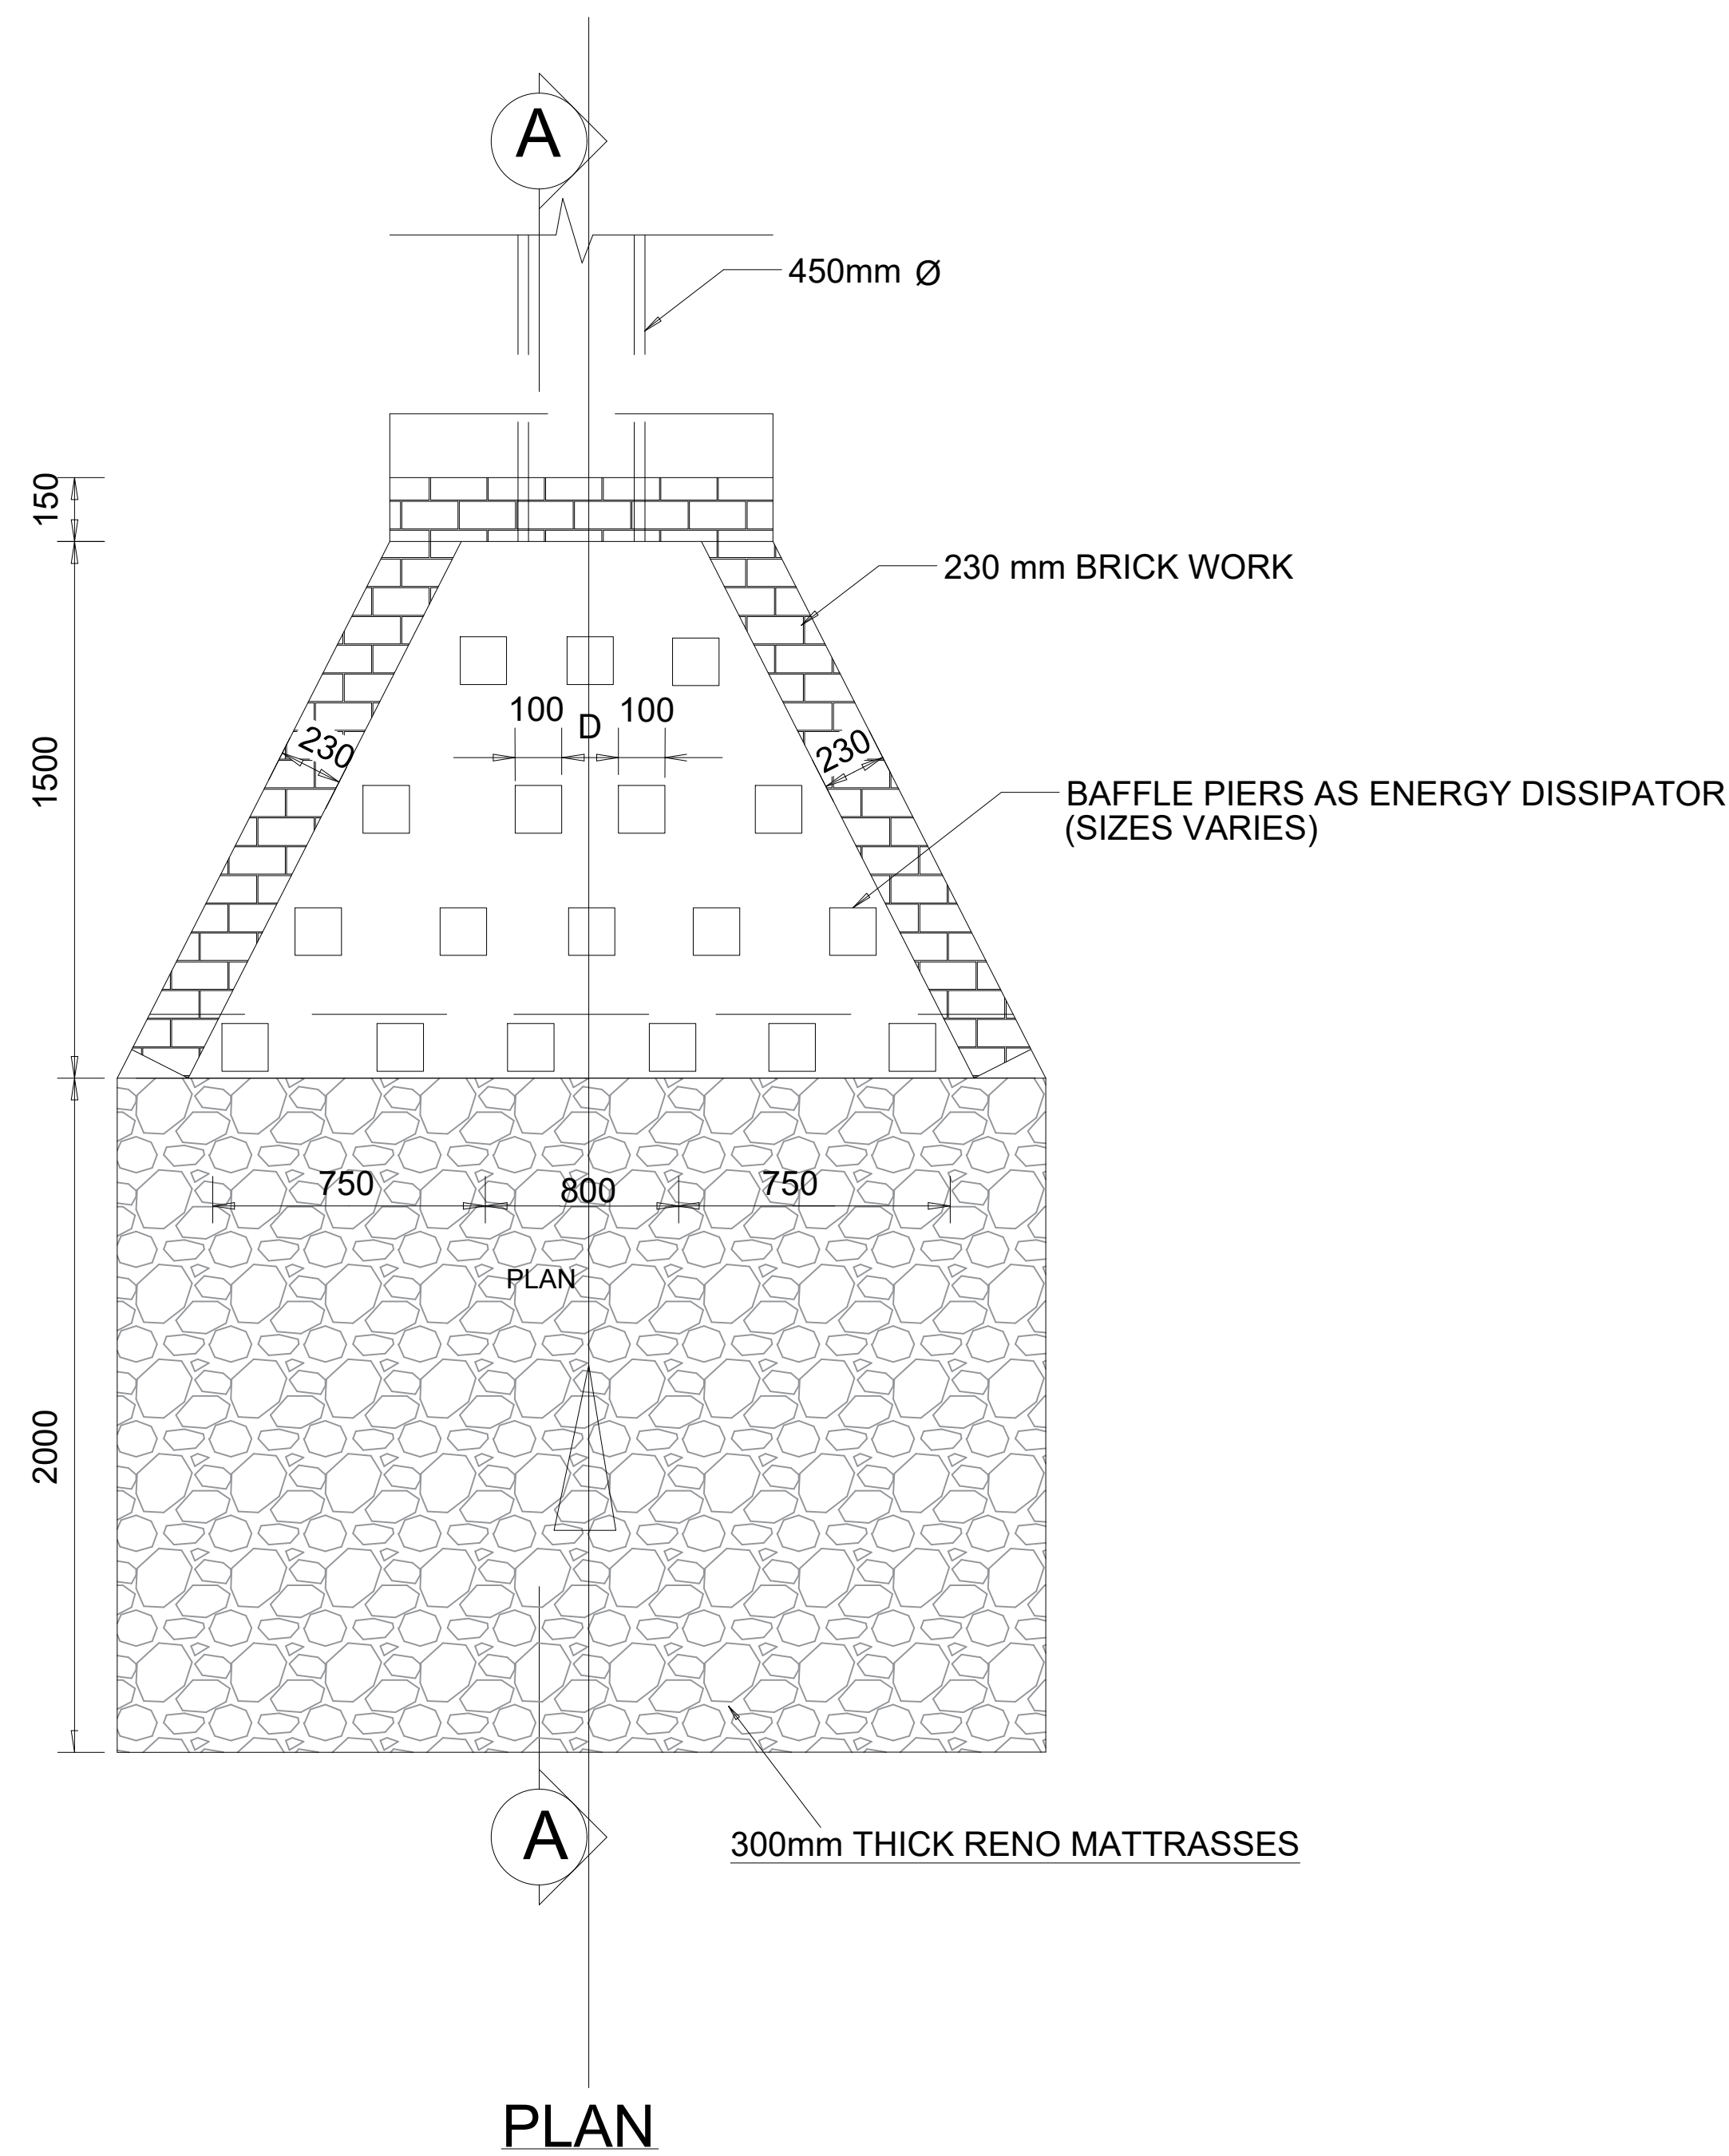 A
450mm Ø
150
230 mm BRICK WORK
100 D 100
230
230
1500
BAFFLE PIERS AS ENERGY DISSIPATOR
(SIZES VARIES)
750
800
750
PLAN
2000
A
300mm THICK RENO MATTRASSES
PLAN